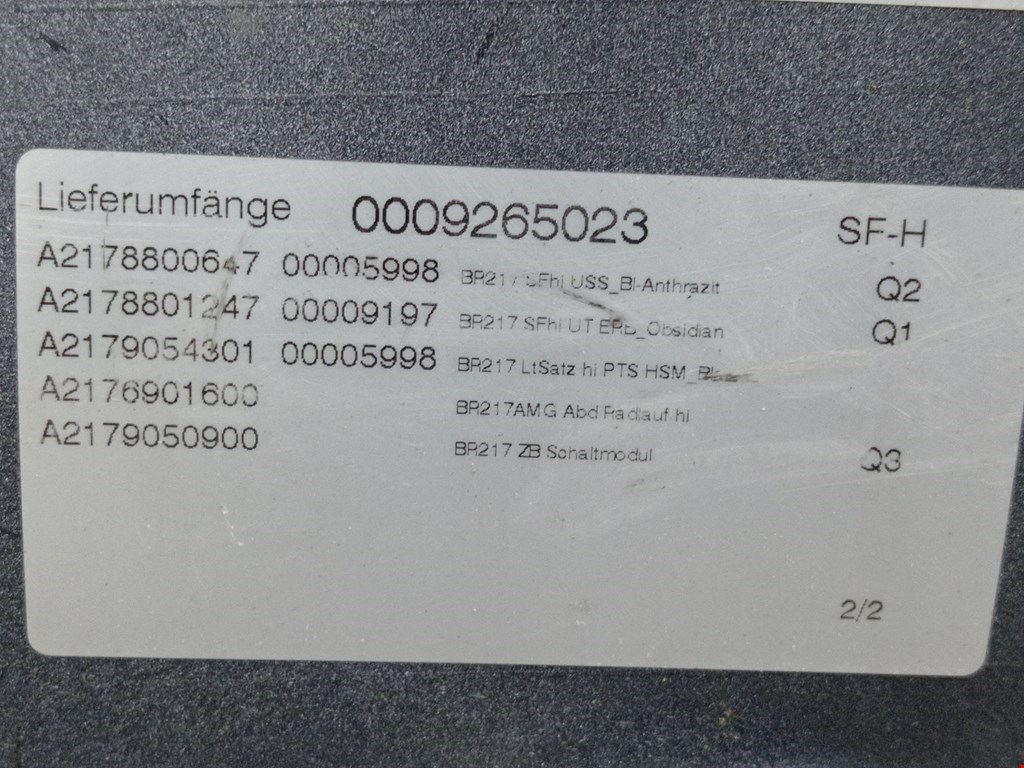 Lieferumfänge 0009265023 SF-H
A2178800647 00005998 BR217 SFhl USS_Bl-Anthrazit Q2
A2178801247 00009197 BR217 SFhl UT ERB_Obsidian Q1
A2179054301 00005998 BR217 LtSatz hi PTS HSM
A2176901600 BR217AMG Abd Radlauf hi
A2179050900 BR217 ZB Schaltmodul Q3
2/2